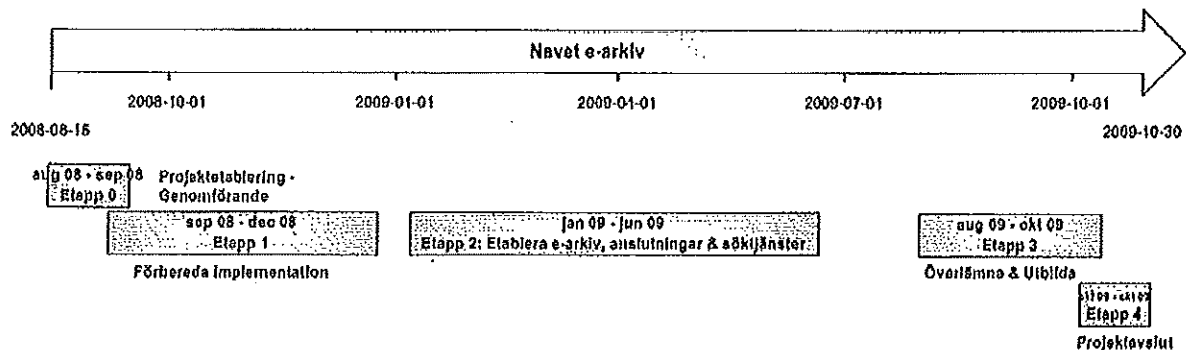 Navet e-arkiv
2008-10-01
2009-01-01
2009-04-01
2009-07-01
2009-10-01
2008-08-15
2009-10-30
aug 08 - sep 08
Etapp 0
Projektetablering -
Genomförande
sep 08 - dec 08
Etapp 1
Förbereda Implementation
jan 09 - jun 09
Etapp 2: Etablera e-arkiv, anslutningar & söktjänster
aug 09 - okt 09
Etapp 3
Överlämna & Utbilda
Etapp 4
Projektavslut